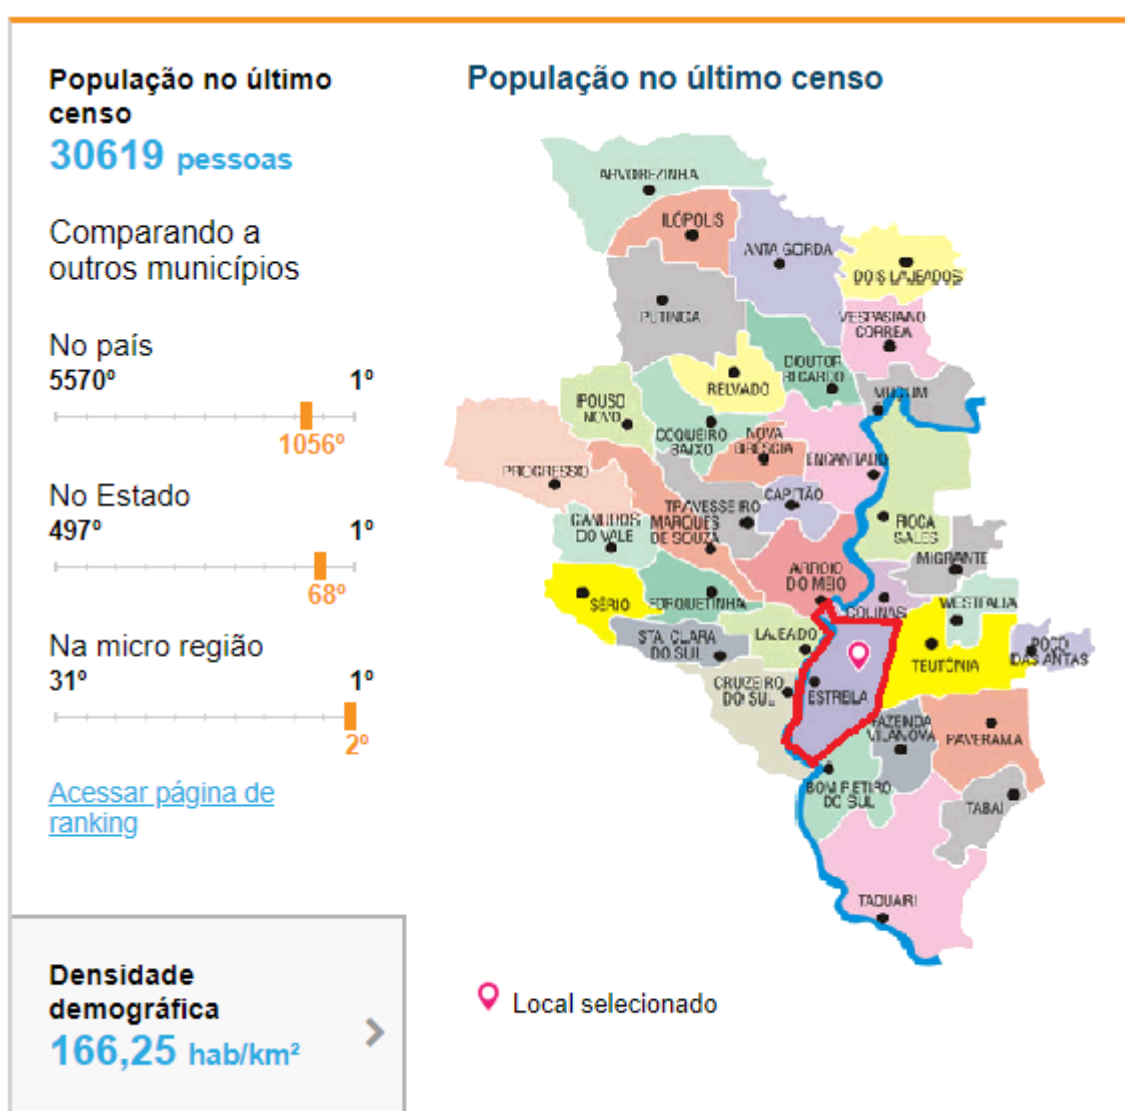 População no último
censo
30619 pessoas
Comparando a
outros municípios
No país
5570º 1º
1056º
No Estado
497º 1º
68º
Na micro região
31º 1º
2º
Acessar página de
ranking
Densidade
demográfica
166,25 hab/km²
População no último censo
ARVOREZINHA
ILÓPOLIS
ANTA GORDA
DOIS LAJEADOS
PUTINGA
VESPASIANO
CORREA
DOUTOR
RICARDO
RELVADO
MUÇUM
POUSO
NOVO
COQUEIRO
BAIXO
NOVA
BRESCIA
ENCANTADO
PROGRESSO
CAPITÃO
TRAVESSEIRO
CANUDOS
DO VALE
MARQUES
DE SOUZA
ROCA
SALES
MIGRANTE
ARROIO
DO MEIO
SÉRIO
FORQUETINHA
COLINAS
WESTFALIA
STA. CLARA
DO SUL
LAJEADO
TEUTÔNIA
POÇO
DAS ANTAS
CRUZEIRO
DO SUL
ESTRELA
FAZENDA
VILANOVA
PAVERAMA
BOM RETIRO
DO SUL
TABAÍ
TAQUARI
Local selecionado